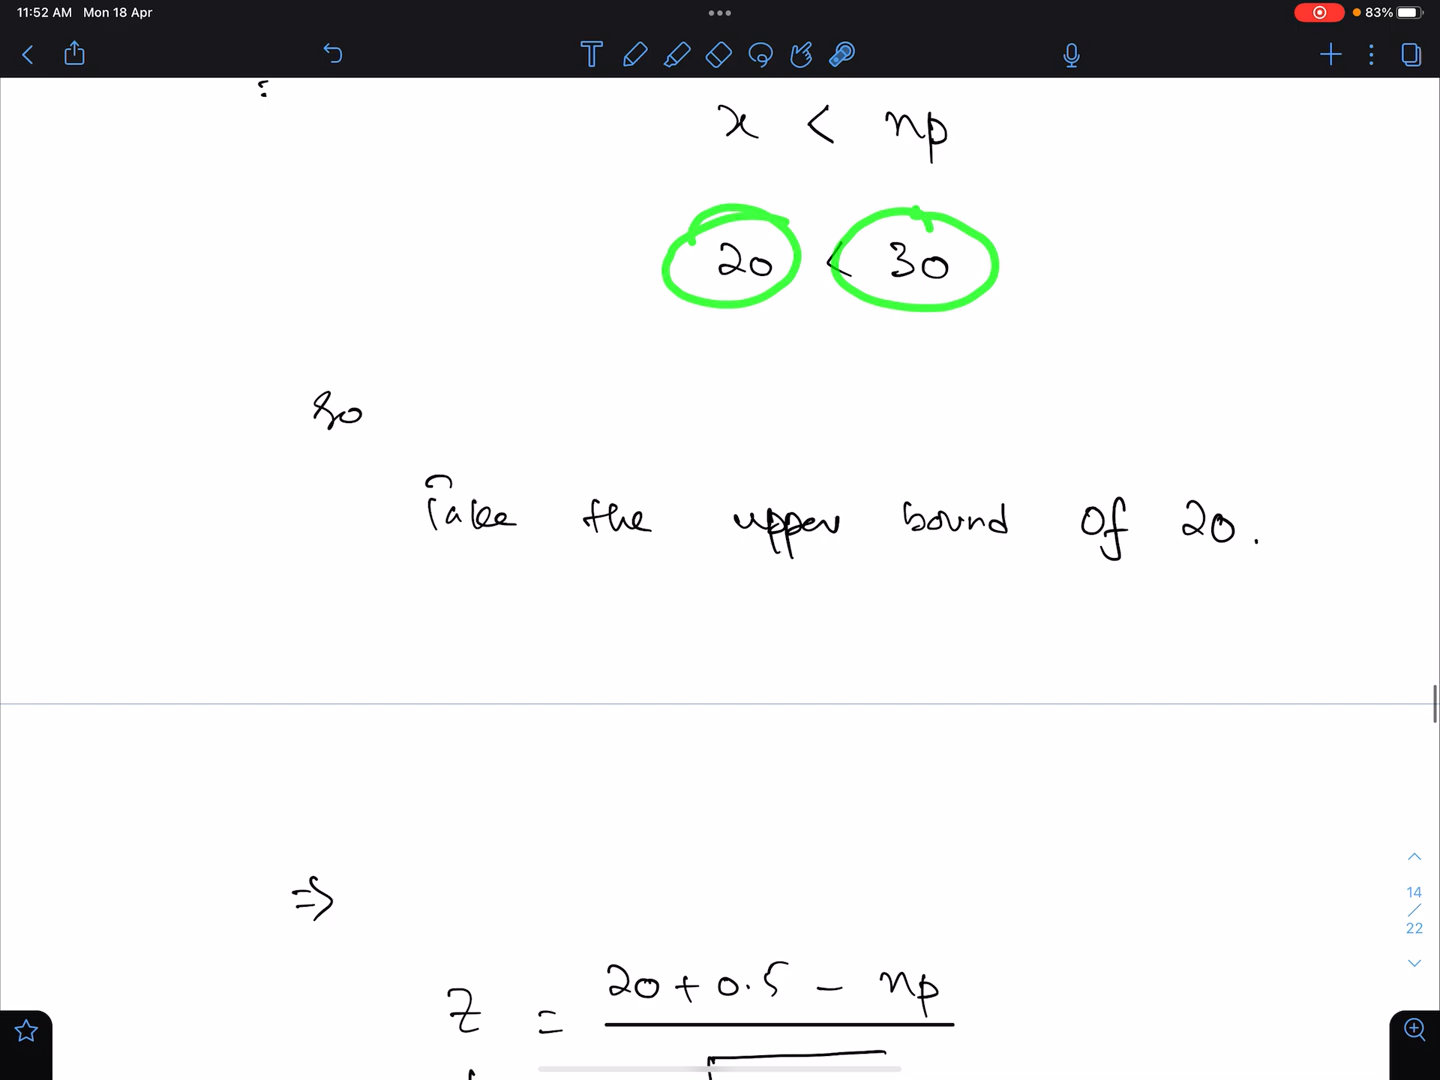 11:52 AM Mon 18 Apr
83%
x < np
20 < 30
So
Take the upper bound of 20.
14
/
22
⇒
Z = 20 + 0.5 - np